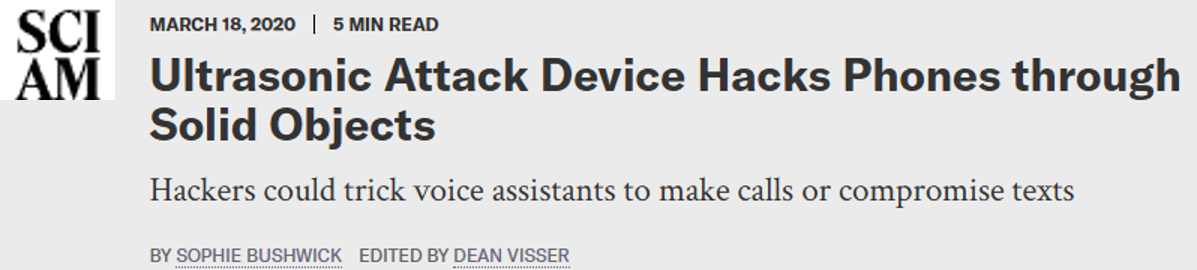 SCI
AM
MARCH 18, 2020 | 5 MIN READ
Ultrasonic Attack Device Hacks Phones through
Solid Objects
Hackers could trick voice assistants to make calls or compromise texts
BY SOPHIE BUSHWICK EDITED BY DEAN VISSER